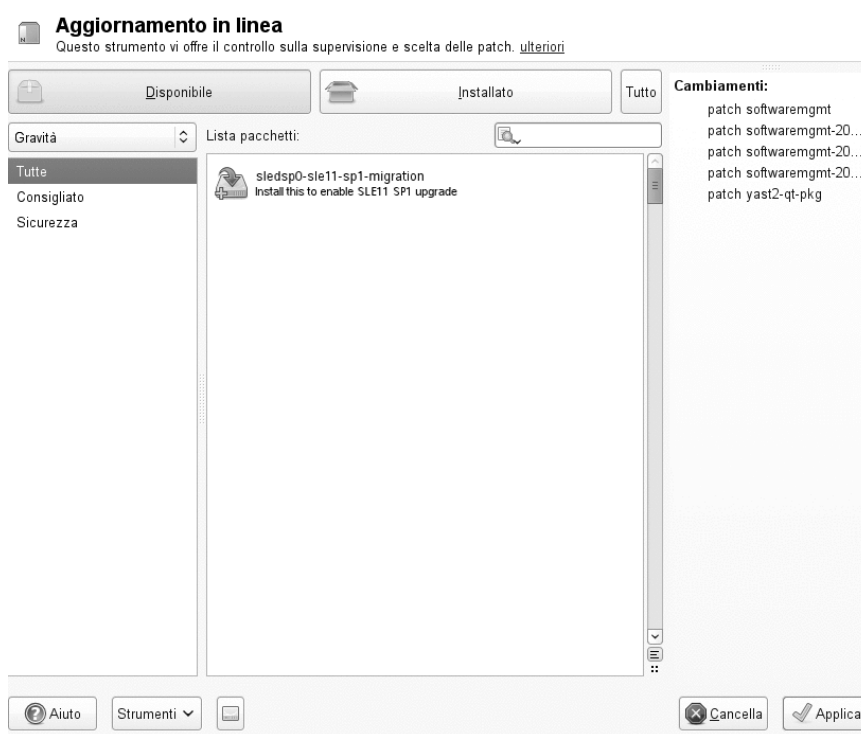 Aggiornamento in linea
Questo strumento vi offre il controllo sulla supervisione e scelta delle patch. ulteriori
Disponibile
Installato
Tutto
Gravità
Tutte
Consigliato
Sicurezza
Lista pacchetti:
sledsp0-sle11-sp1-migration
Install this to enable SLE11 SP1 upgrade
Cambiamenti:
patch softwaremgmt
patch softwaremgmt-20...
patch softwaremgmt-20...
patch softwaremgmt-20...
patch yast2-qt-pkg
Aiuto
Strumenti
Cancella
Applica